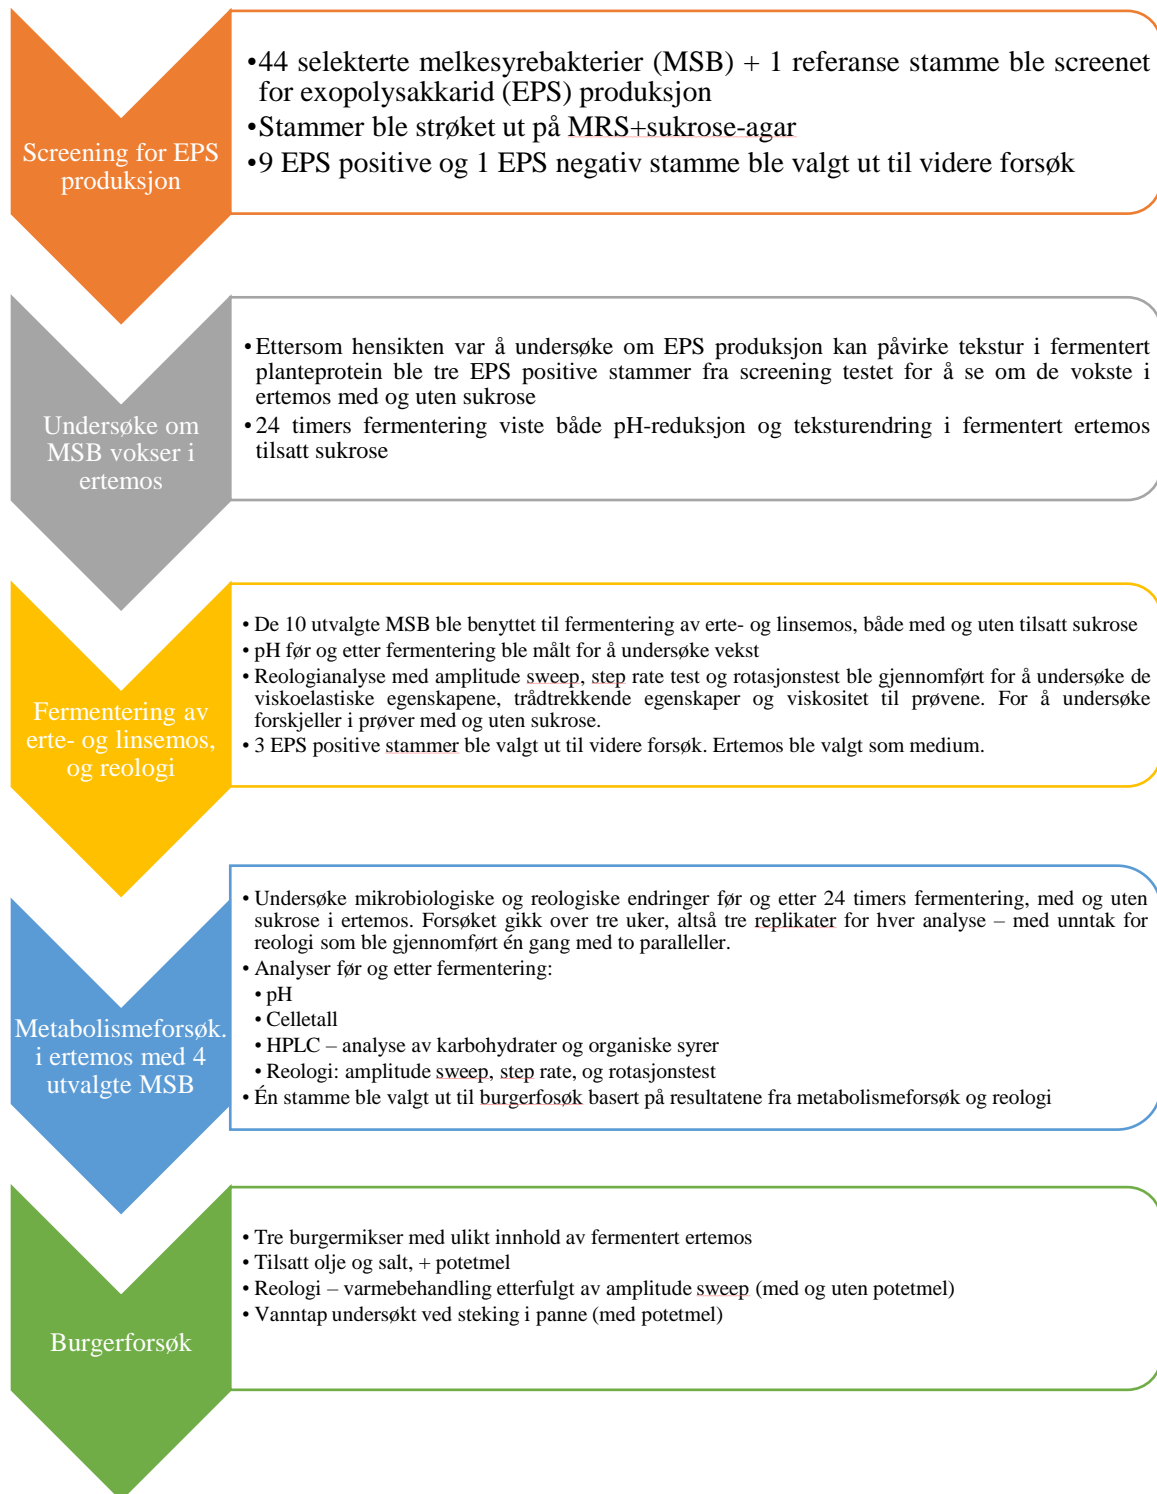 Screening for EPS
produksjon
•44 selekterte melkesyrebakterier (MSB) + 1 referanse stamme ble screenet
for exopolysakkarid (EPS) produksjon
•Stammer ble strøket ut på MRS+sukrose-agar
•9 EPS positive og 1 EPS negativ stamme ble valgt ut til videre forsøk
Undersøke om
MSB vokser i
ertemos
• Ettersom hensikten var å undersøke om EPS produksjon kan påvirke tekstur i fermentert
planteprotein ble tre EPS positive stammer fra screening testet for å se om de vokste i
ertemos med og uten sukrose
• 24 timers fermentering viste både pH-reduksjon og teksturendring i fermentert ertemos
tilsatt sukrose
Fermentering av
erte- og linsemos,
og reologi
• De 10 utvalgte MSB ble benyttet til fermentering av erte- og linsemos, både med og uten tilsatt sukrose
• pH før og etter fermentering ble målt for å undersøke vekst
• Reologianalyse med amplitude sweep, step rate test og rotasjonstest ble gjennomført for å undersøke de
viskoelastiske egenskapene, trådtrekkende egenskaper og viskositet til prøvene. For å undersøke
forskjeller i prøver med og uten sukrose.
• 3 EPS positive stammer ble valgt ut til videre forsøk. Ertemos ble valgt som medium.
Metabolismeforsøk.
i ertemos med 4
utvalgte MSB
• Undersøke mikrobiologiske og reologiske endringer før og etter 24 timers fermentering, med og uten
sukrose i ertemos. Forsøket gikk over tre uker, altså tre replikater for hver analyse – med unntak for
reologi som ble gjennomført én gang med to paralleller.
• Analyser før og etter fermentering:
• pH
• Celletall
• HPLC – analyse av karbohydrater og organiske syrer
• Reologi: amplitude sweep, step rate, og rotasjonstest
• Én stamme ble valgt ut til burgerfosøk basert på resultatene fra metabolismeforsøk og reologi
Burgerforsøk
• Tre burgermikser med ulikt innhold av fermentert ertemos
• Tilsatt olje og salt, + potetmel
• Reologi – varmebehandling etterfulgt av amplitude sweep (med og uten potetmel)
• Vanntap undersøkt ved steking i panne (med potetmel)